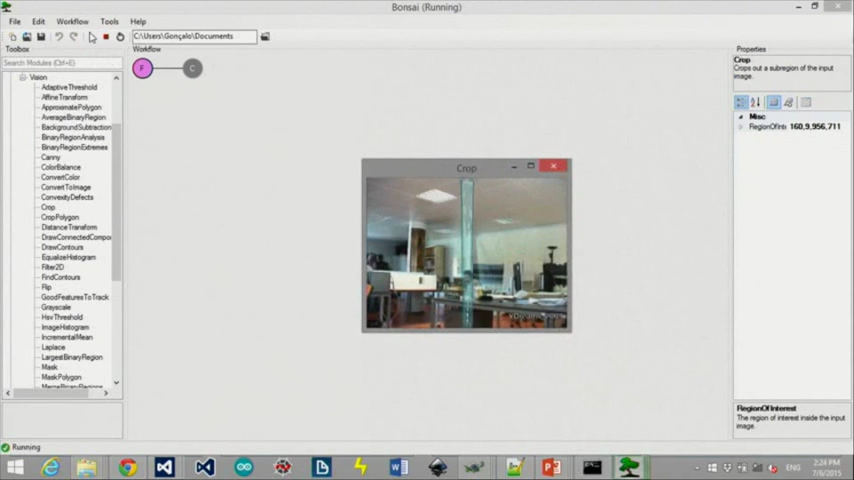 Bonsai (Running)
File Edit Workflow Tools Help
C:\Users\Gonçalo\Documents
Toolbox
Workflow
Properties
Search Modules (Ctrl+E)
Crop
Crops out a subregion of the input
image.
Vision
AdaptiveThreshold
AffineTransform
ApproximatePolygon
AverageBinaryRegion
BackgroundSubtraction
BinaryRegionAnalysis
BinaryRegionExtremes
Canny
ColorBalance
ConvertColor
ConvertToImage
ConvexityDefects
Crop
CropPolygon
DistanceTransform
DrawConnectedCompo
DrawContours
EqualizeHistogram
Filter2D
FindContours
Flip
GoodFeaturesToTrack
Grayscale
HsvThreshold
ImageHistogram
IncrementalMean
Laplace
LargestBinaryRegion
Mask
MaskPolygon
MergeBinaryRegions
F C
Crop
Misc
RegionOfInte 160,9,956,711
RegionOfInterest
The region of interest inside the input
image.
Running
ENG
2:24 PM
7/6/2015